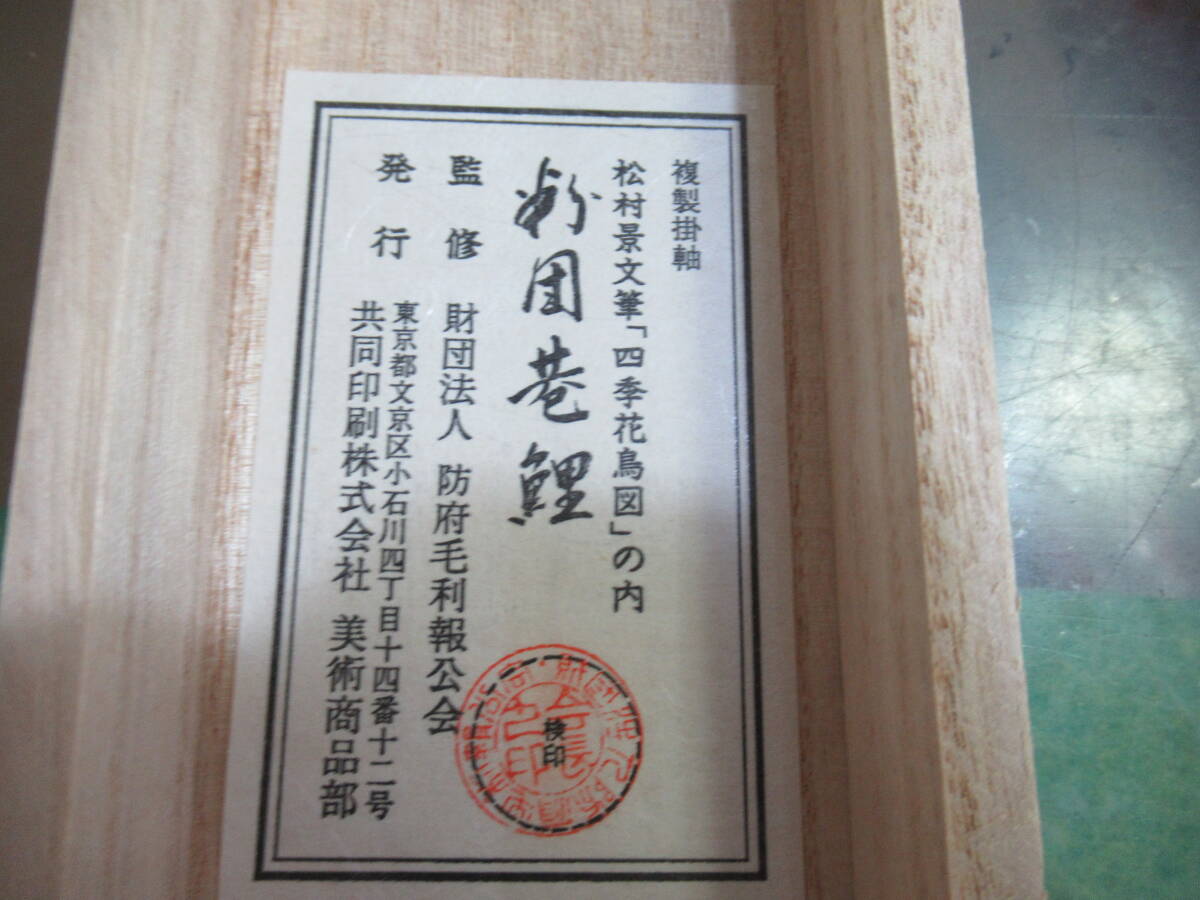 複製掛軸
松村景文筆「四季花鳥図」の内
粉団巻鯉
監修 財団法人 防府毛利報公会
発行 東京都文京区小石川四丁目十四番十二号
共同印刷株式会社 美術商品部
検印